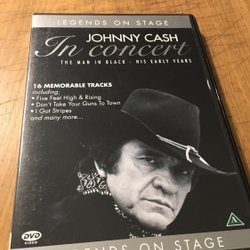 LEGENDS ON STAGE
JOHNNY CASH
In concert
THE MAN IN BLACK - HIS EARLY YEARS
16 MEMORABLE TRACKS
including:
• Five Feet High & Rising
• Don't Take Your Guns To Town
• I Got Stripes
and many more...
DVD
VIDEO
A
LEGENDS ON STAGE